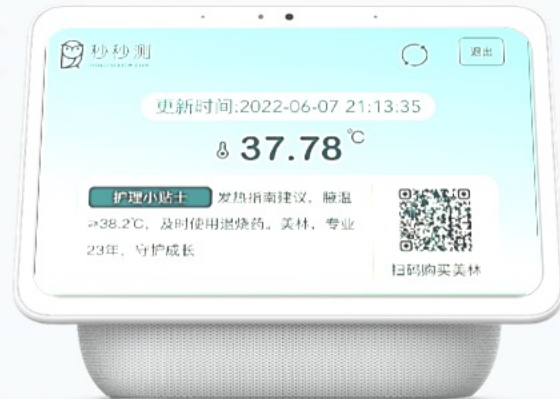 秒秒测
退出
更新时间:2022-06-07 21:13:35
37.78℃
护理小贴士 发热指南建议，腋温
≥38.2℃，及时使用退烧药。美林，专业
23年，守护成长
扫码购买美林